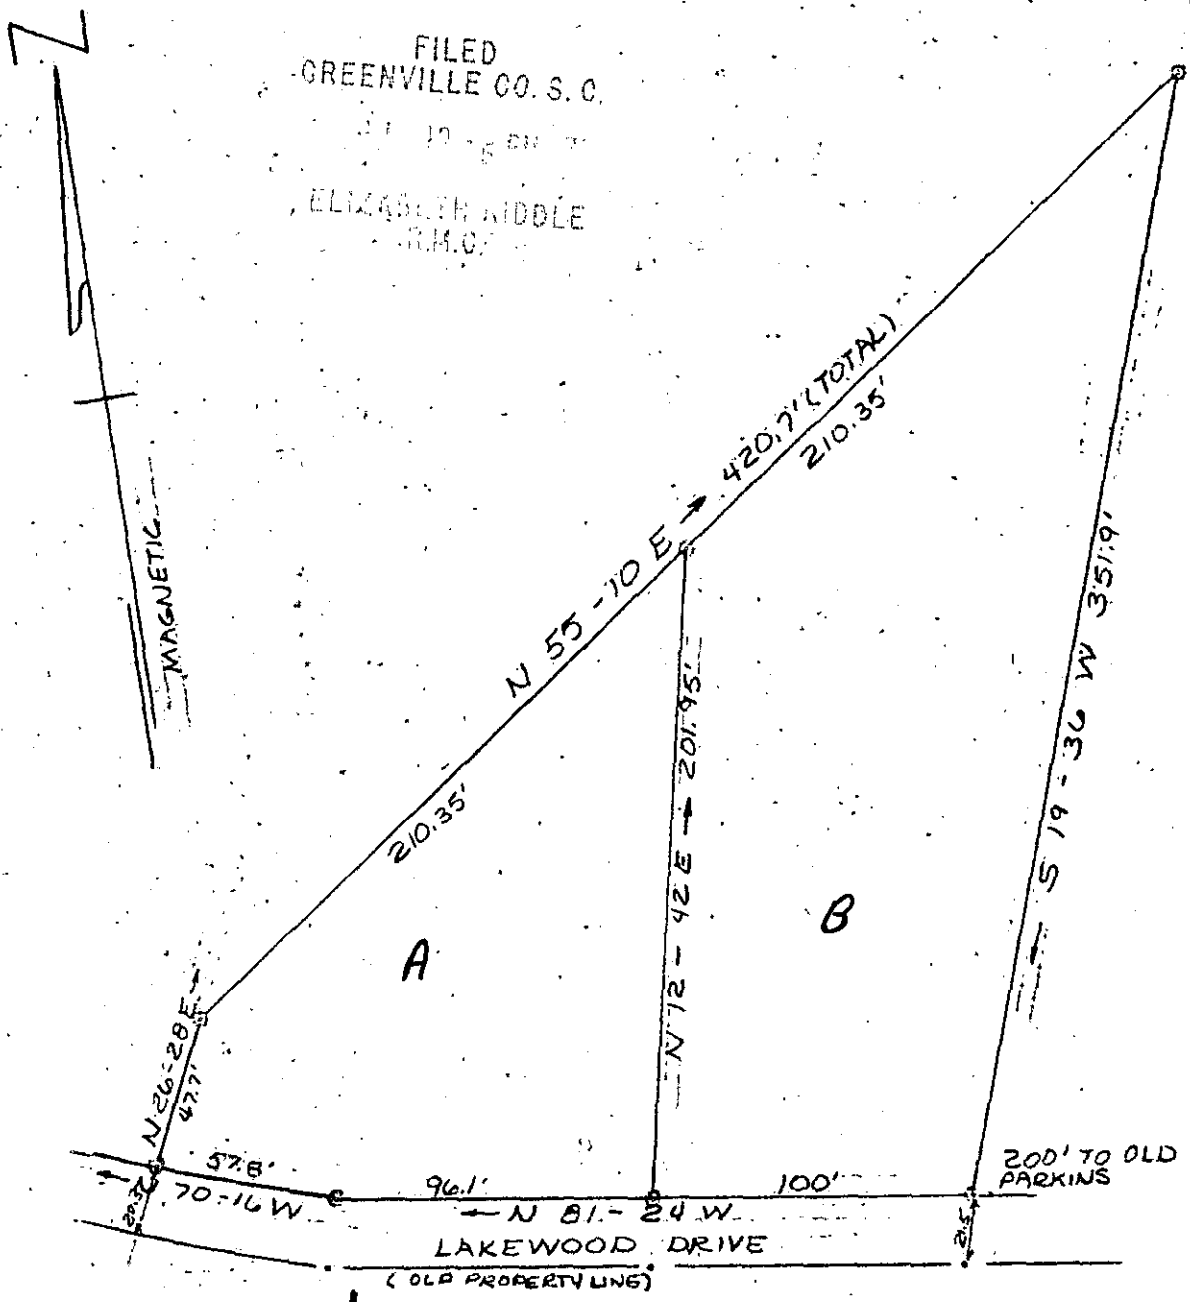 FILED
GREENVILLE CO. S. C.
ELIZABETH RIDDLE
R.M.C.
MAGNETIC
N 55 - 10 E → 420.7' (TOTAL)
210.35'
210.35'
N 12 - 42 E → 201.95'
← S 19 - 36 W 351.9'
A
B
N 26-28 E →
47.7'
57.8'
← 70-16 W
96.1'
100'
← N 81 - 24 W
200' TO OLD
PARKINS
21.5
LAKEWOOD DRIVE
(OLD PROPERTY LINE)